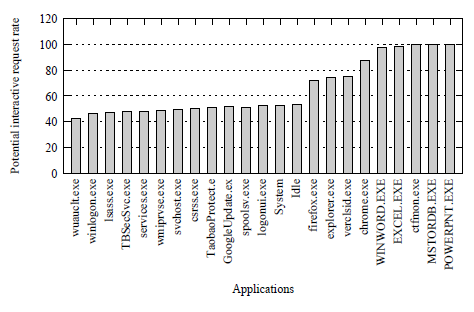 Potential interactive request rate
120
100
80
60
40
20
0
wuauclt.exe
winlogon.exe
lsass.exe
TBSecSvc.exe
services.exe
wmiprvse.exe
svchost.exe
csrss.exe
TaobaoProtect.e
GoogleUpdate.ex
spoolsv.exe
logonui.exe
System
Idle
firefox.exe
explorer.exe
verclsid.exe
chrome.exe
WINWORD.EXE
EXCEL.EXE
ctfmon.exe
MSTORDB.EXE
POWERPNT.EXE
Applications